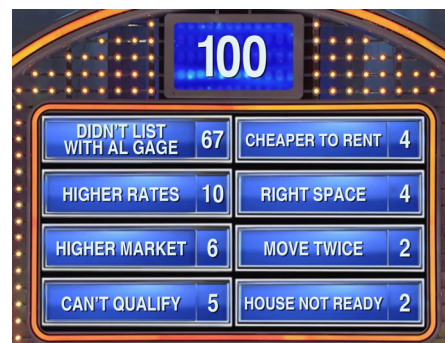 100
DIDN'T LIST
WITH AL GAGE 67
HIGHER RATES 10
HIGHER MARKET 6
CAN'T QUALIFY 5
CHEAPER TO RENT 4
RIGHT SPACE 4
MOVE TWICE 2
HOUSE NOT READY 2